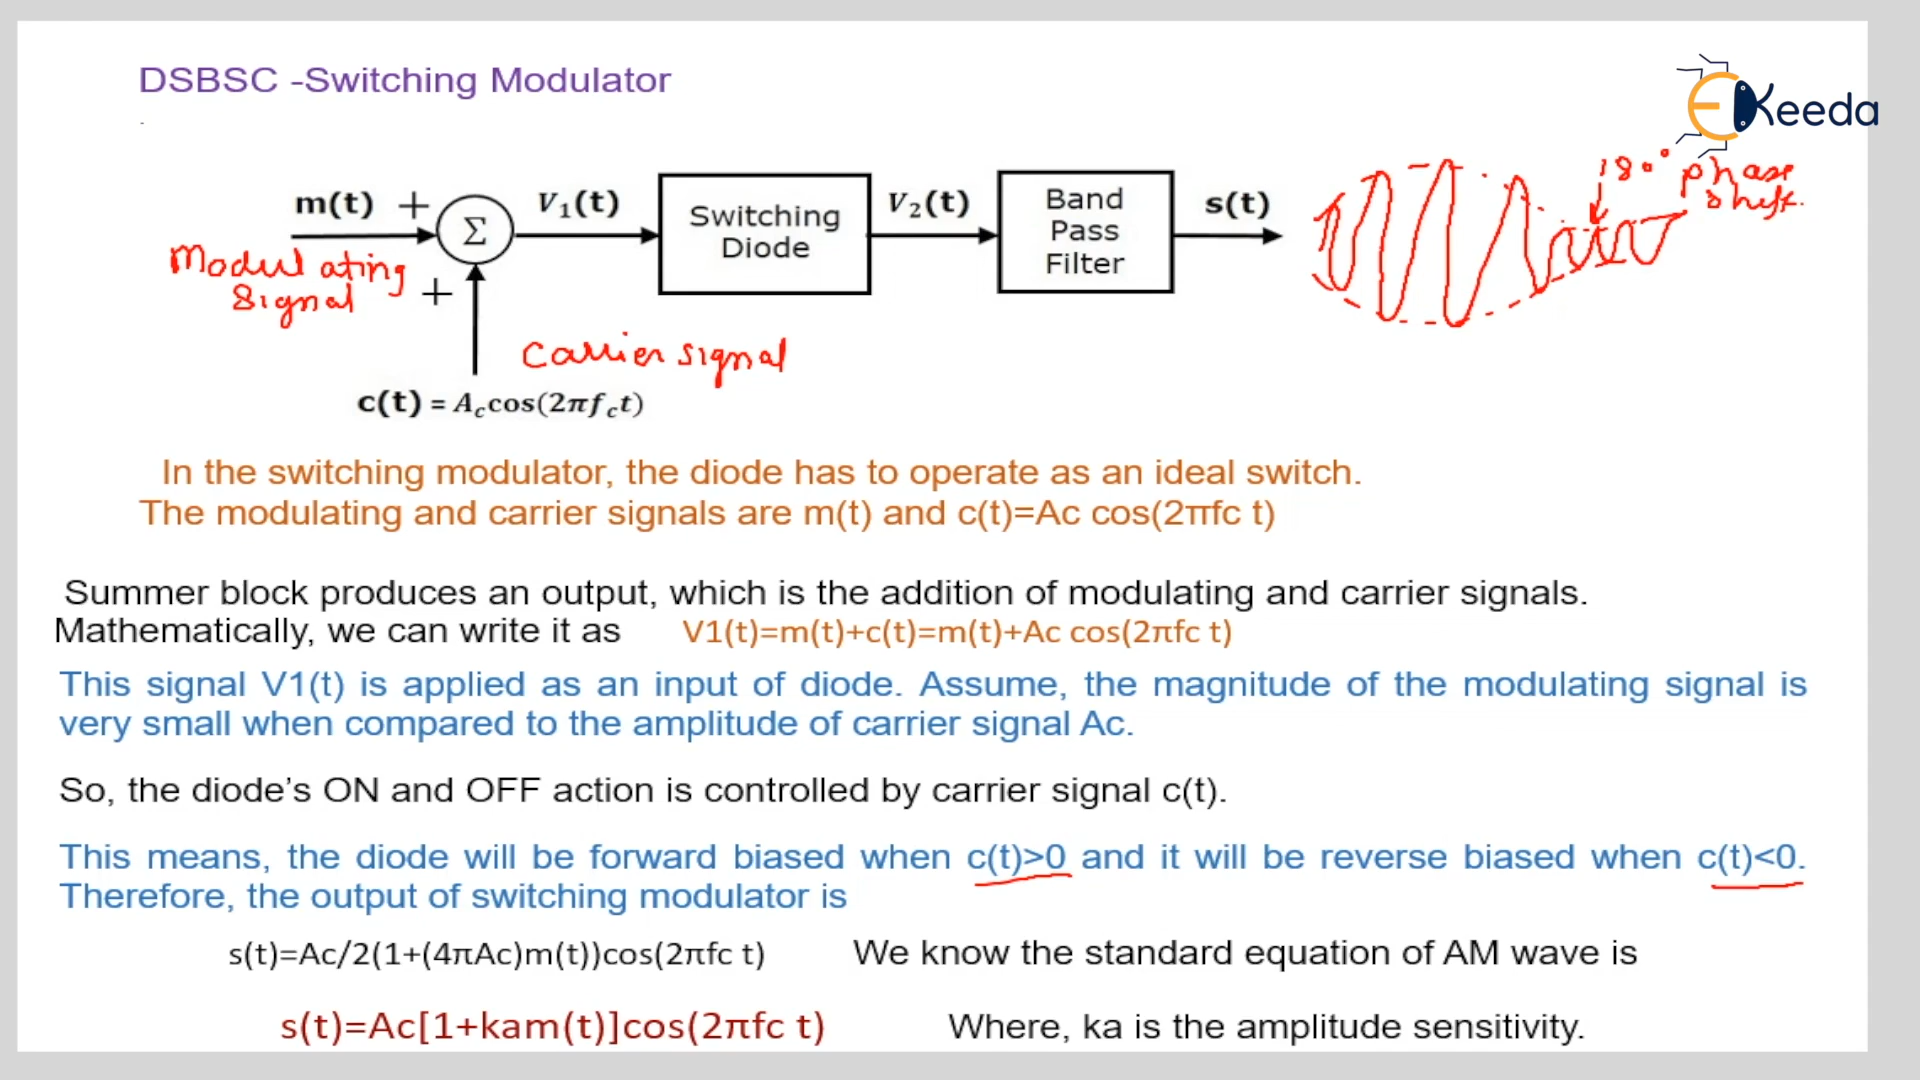 DSBSC -Switching Modulator
EKeeda
180° phase
shift.
m(t) +
V₁(t)
Switching
Diode
V₂(t)
Band
Pass
Filter
s(t)
Σ
Modulating
Signal
+
Carrier signal
c(t) = A꜀cos(2πf꜀t)
In the switching modulator, the diode has to operate as an ideal switch.
The modulating and carrier signals are m(t) and c(t)=Ac cos(2πfc t)
Summer block produces an output, which is the addition of modulating and carrier signals.
Mathematically, we can write it as V1(t)=m(t)+c(t)=m(t)+Ac cos(2πfc t)
This signal V1(t) is applied as an input of diode. Assume, the magnitude of the modulating signal is
very small when compared to the amplitude of carrier signal Ac.
So, the diode’s ON and OFF action is controlled by carrier signal c(t).
This means, the diode will be forward biased when c(t)>0 and it will be reverse biased when c(t)<0.
Therefore, the output of switching modulator is
s(t)=Ac/2(1+(4πAc)m(t))cos(2πfc t) We know the standard equation of AM wave is
s(t)=Ac[1+kam(t)]cos(2πfc t) Where, ka is the amplitude sensitivity.